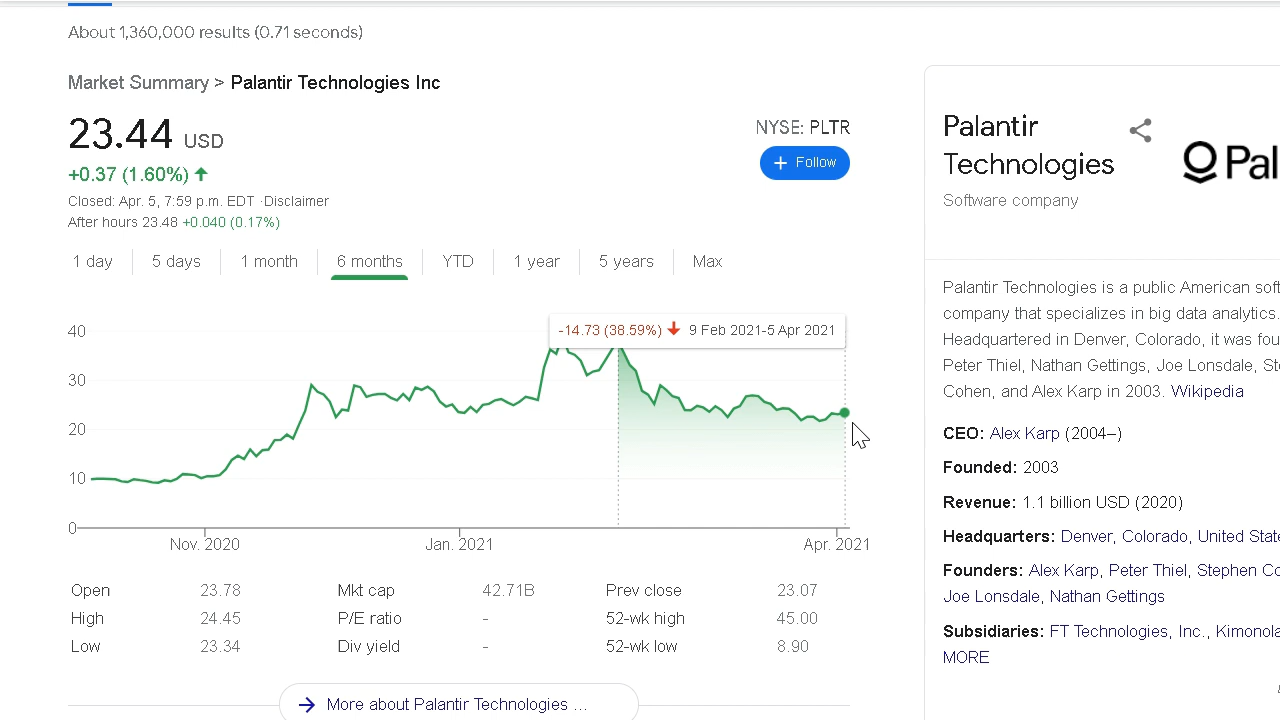 About 1,360,000 results (0.71 seconds)
Market Summary > Palantir Technologies Inc
23.44 USD
+0.37 (1.60%)
Closed: Apr. 5, 7:59 p.m. EDT ·Disclaimer
After hours 23.48 +0.040 (0.17%)
NYSE: PLTR
+ Follow
1 day 5 days 1 month 6 months YTD 1 year 5 years Max
-14.73 (38.59%) 9 Feb 2021-5 Apr 2021
40
30
20
10
0
Nov. 2020 Jan. 2021 Apr. 2021
Open 23.78 Mkt cap 42.71B Prev close 23.07
High 24.45 P/E ratio - 52-wk high 45.00
Low 23.34 Div yield - 52-wk low 8.90
More about Palantir Technologies ...
Palantir
Technologies
Software company
Pal
Palantir Technologies is a public American soft
company that specializes in big data analytics.
Headquartered in Denver, Colorado, it was fou
Peter Thiel, Nathan Gettings, Joe Lonsdale, Ste
Cohen, and Alex Karp in 2003. Wikipedia
CEO: Alex Karp (2004–)
Founded: 2003
Revenue: 1.1 billion USD (2020)
Headquarters: Denver, Colorado, United State
Founders: Alex Karp, Peter Thiel, Stephen Co
Joe Lonsdale, Nathan Gettings
Subsidiaries: FT Technologies, Inc., Kimonola
MORE